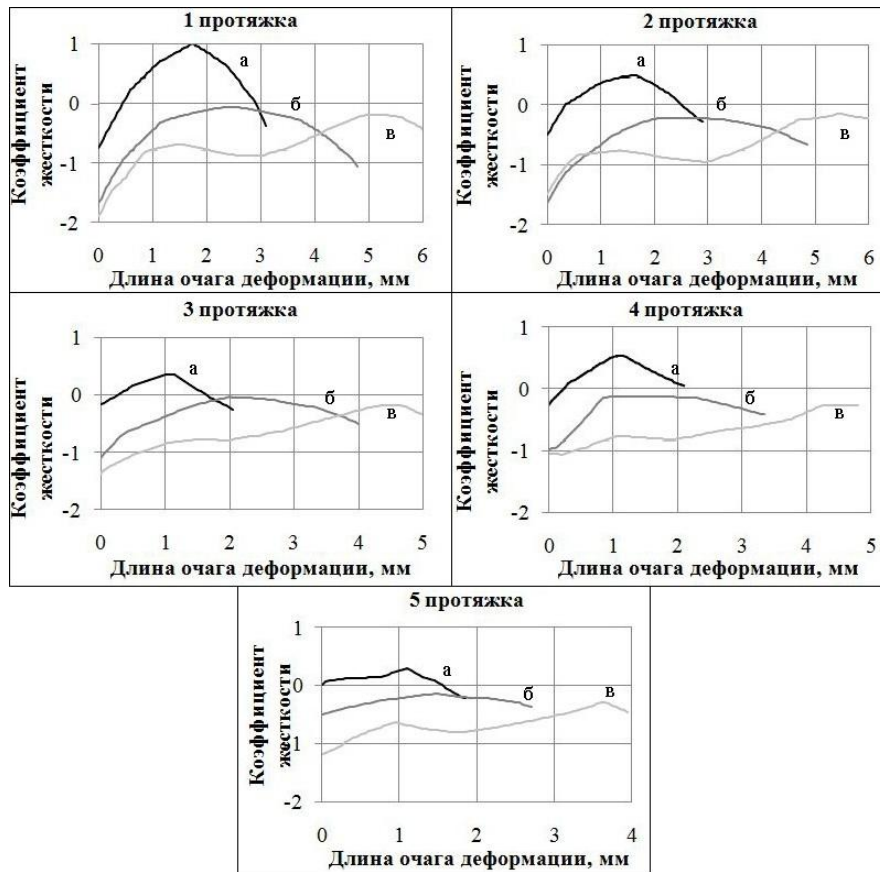 1 протяжка
Коэффициент
жесткости
1
0
-1
-2
а
б
в
0 1 2 3 4 5 6
Длина очага деформации, мм
2 протяжка
Коэффициент
жесткости
1
0
-1
-2
а
б
в
0 1 2 3 4 5 6
Длина очага деформации, мм
3 протяжка
Коэффициент
жесткости
1
0
-1
-2
а
б
в
0 1 2 3 4 5
Длина очага деформации, мм
4 протяжка
Коэффициент
жесткости
1
0
-1
-2
а
б
в
0 1 2 3 4 5
Длина очага деформации, мм
5 протяжка
Коэффициент
жесткости
1
0
-1
-2
а
б
в
0 1 2 3 4
Длина очага деформации, мм